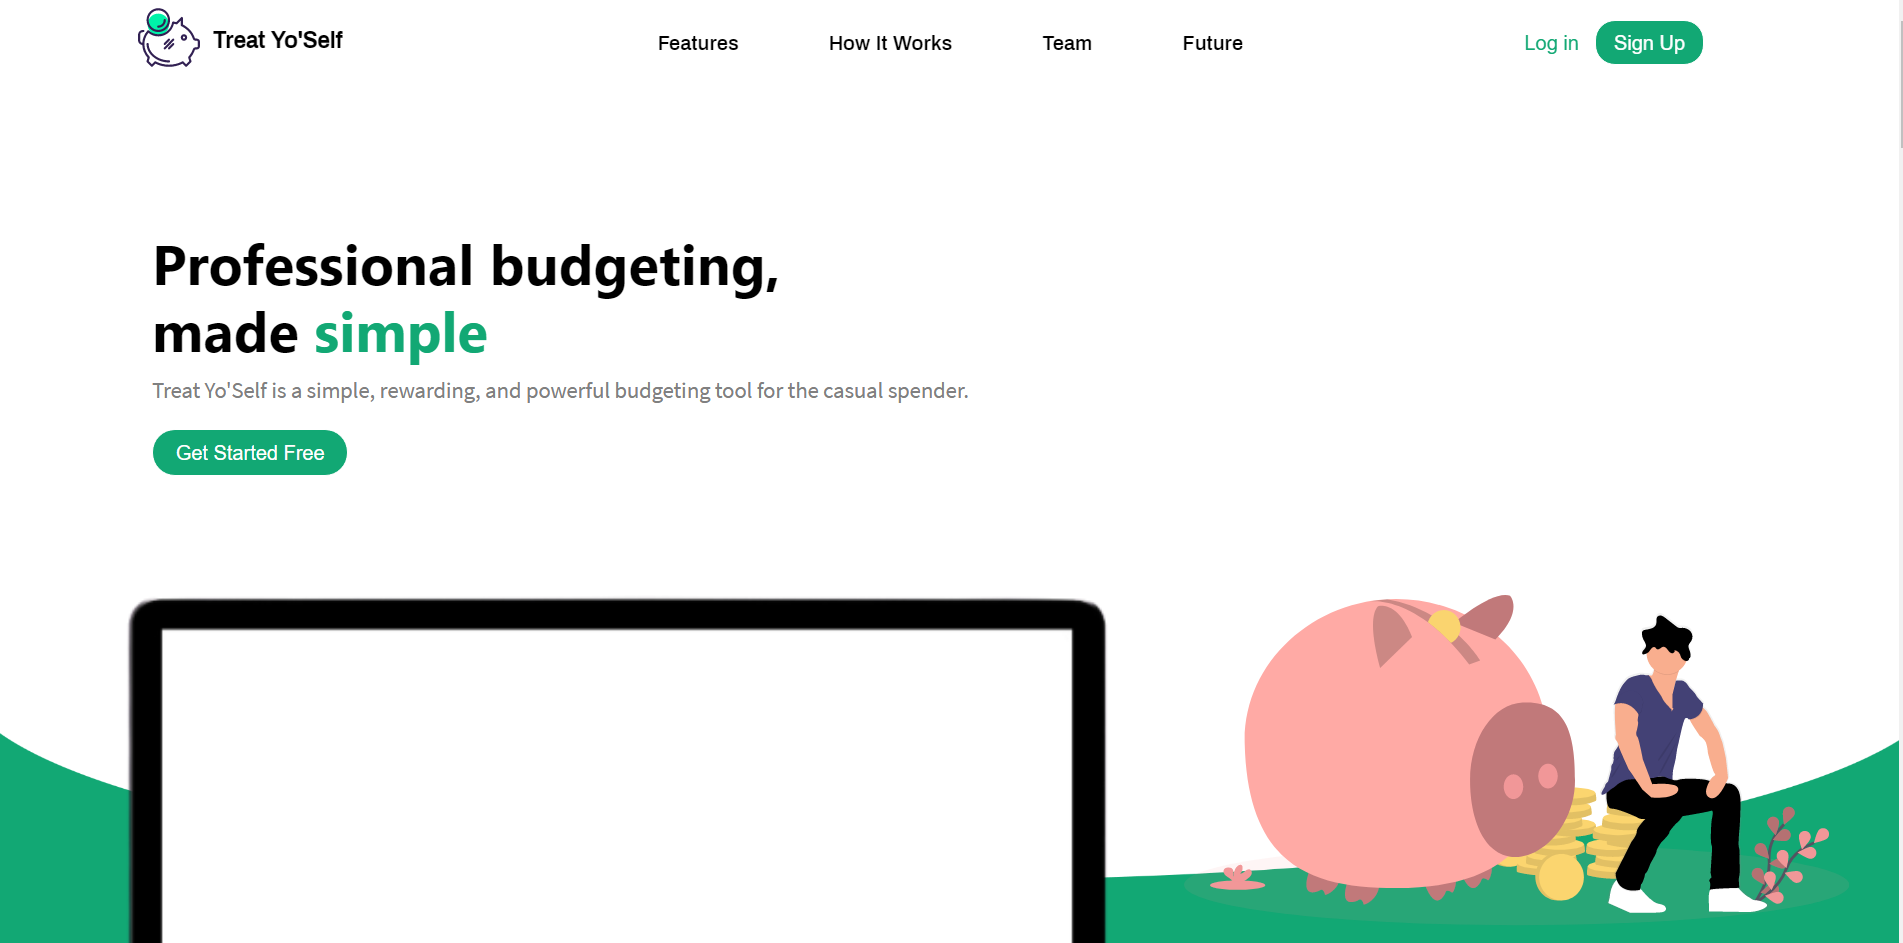 Treat Yo'Self
Features
How It Works
Team
Future
Log in
Sign Up
Professional budgeting,
made simple
Treat Yo'Self is a simple, rewarding, and powerful budgeting tool for the casual spender.
Get Started Free